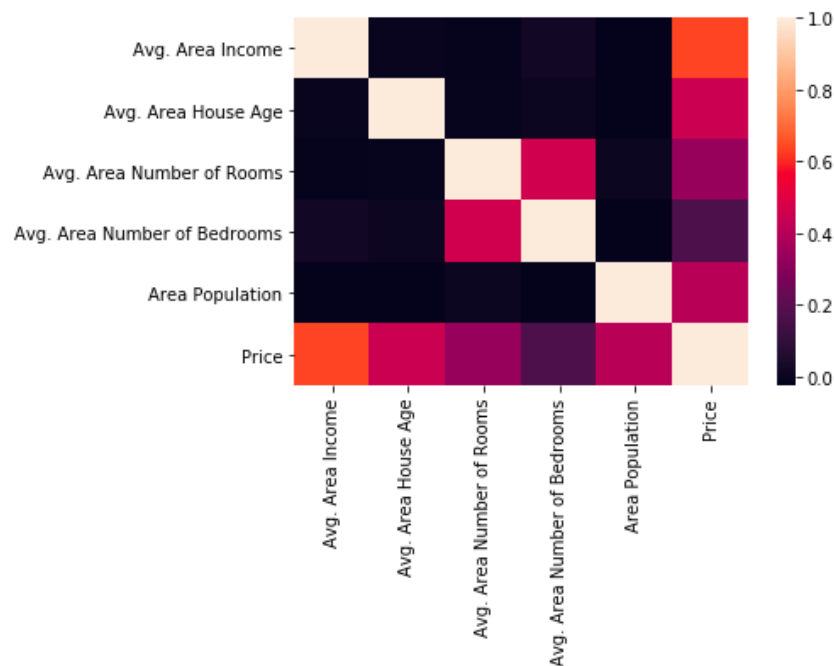 Avg. Area Income
Avg. Area House Age
Avg. Area Number of Rooms
Avg. Area Number of Bedrooms
Area Population
Price
Avg. Area Income
Avg. Area House Age
Avg. Area Number of Rooms
Avg. Area Number of Bedrooms
Area Population
Price
1.0
0.8
0.6
0.4
0.2
0.0